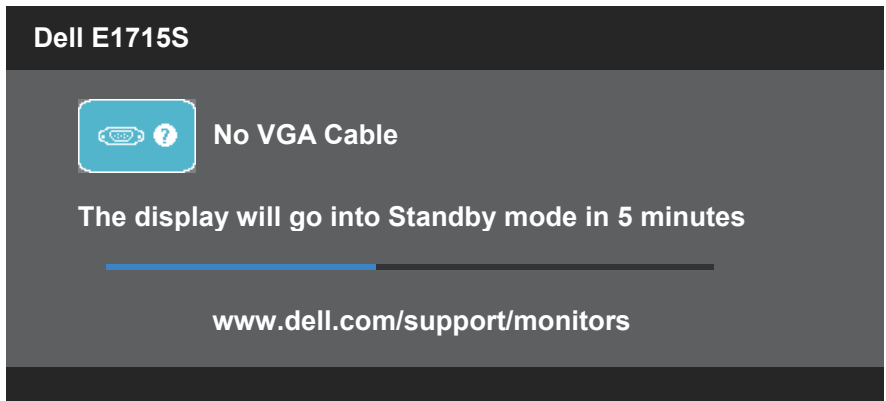 Dell E1715S
No VGA Cable
The display will go into Standby mode in 5 minutes
www.dell.com/support/monitors